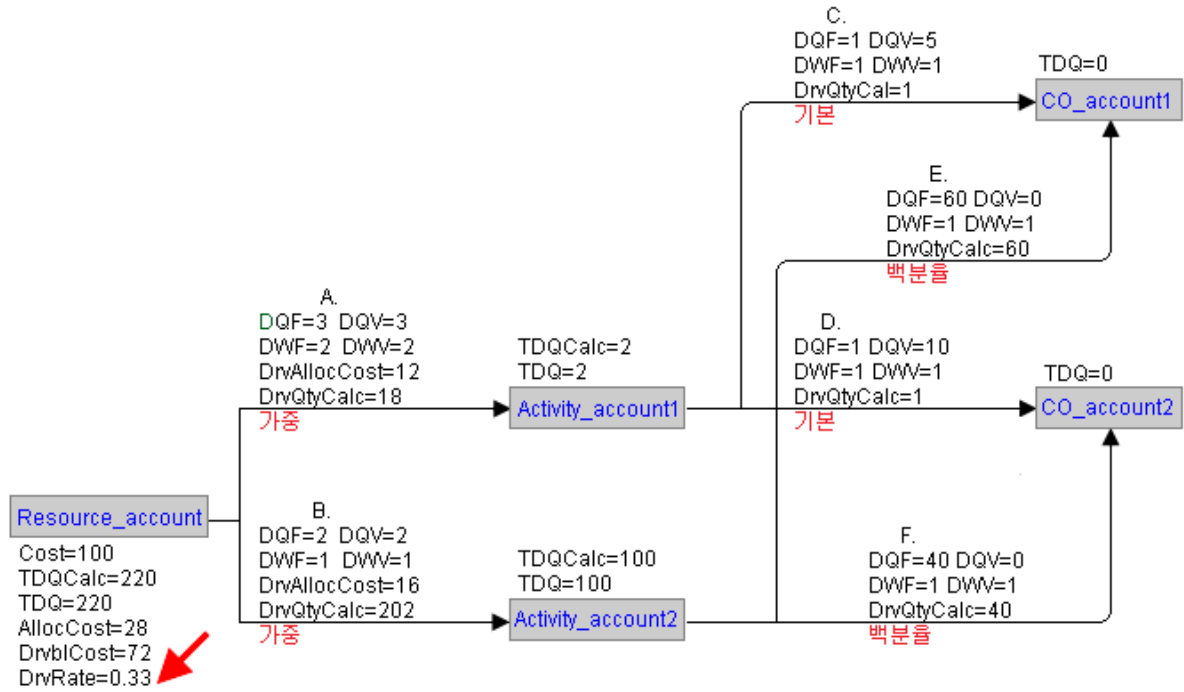 C.
DQF=1 DQV=5
DWF=1 DWV=1
DrvQtyCal=1
기본
TDQ=0
CO_account1
E.
DQF=60 DQV=0
DWF=1 DWV=1
DrvQtyCalc=60
백분율
A.
DQF=3 DQV=3
DWF=2 DWV=2
DrvAllocCost=12
DrvQtyCalc=18
가중
TDQCalc=2
TDQ=2
Activity_account1
D.
DQF=1 DQV=10
DWF=1 DWV=1
DrvQtyCalc=1
기본
TDQ=0
CO_account2
Resource_account
Cost=100
TDQCalc=220
TDQ=220
AllocCost=28
DrvblCost=72
DrvRate=0.33
B.
DQF=2 DQV=2
DWF=1 DWV=1
DrvAllocCost=16
DrvQtyCalc=202
가중
TDQCalc=100
TDQ=100
Activity_account2
F.
DQF=40 DQV=0
DWF=1 DWV=1
DrvQtyCalc=40
백분율